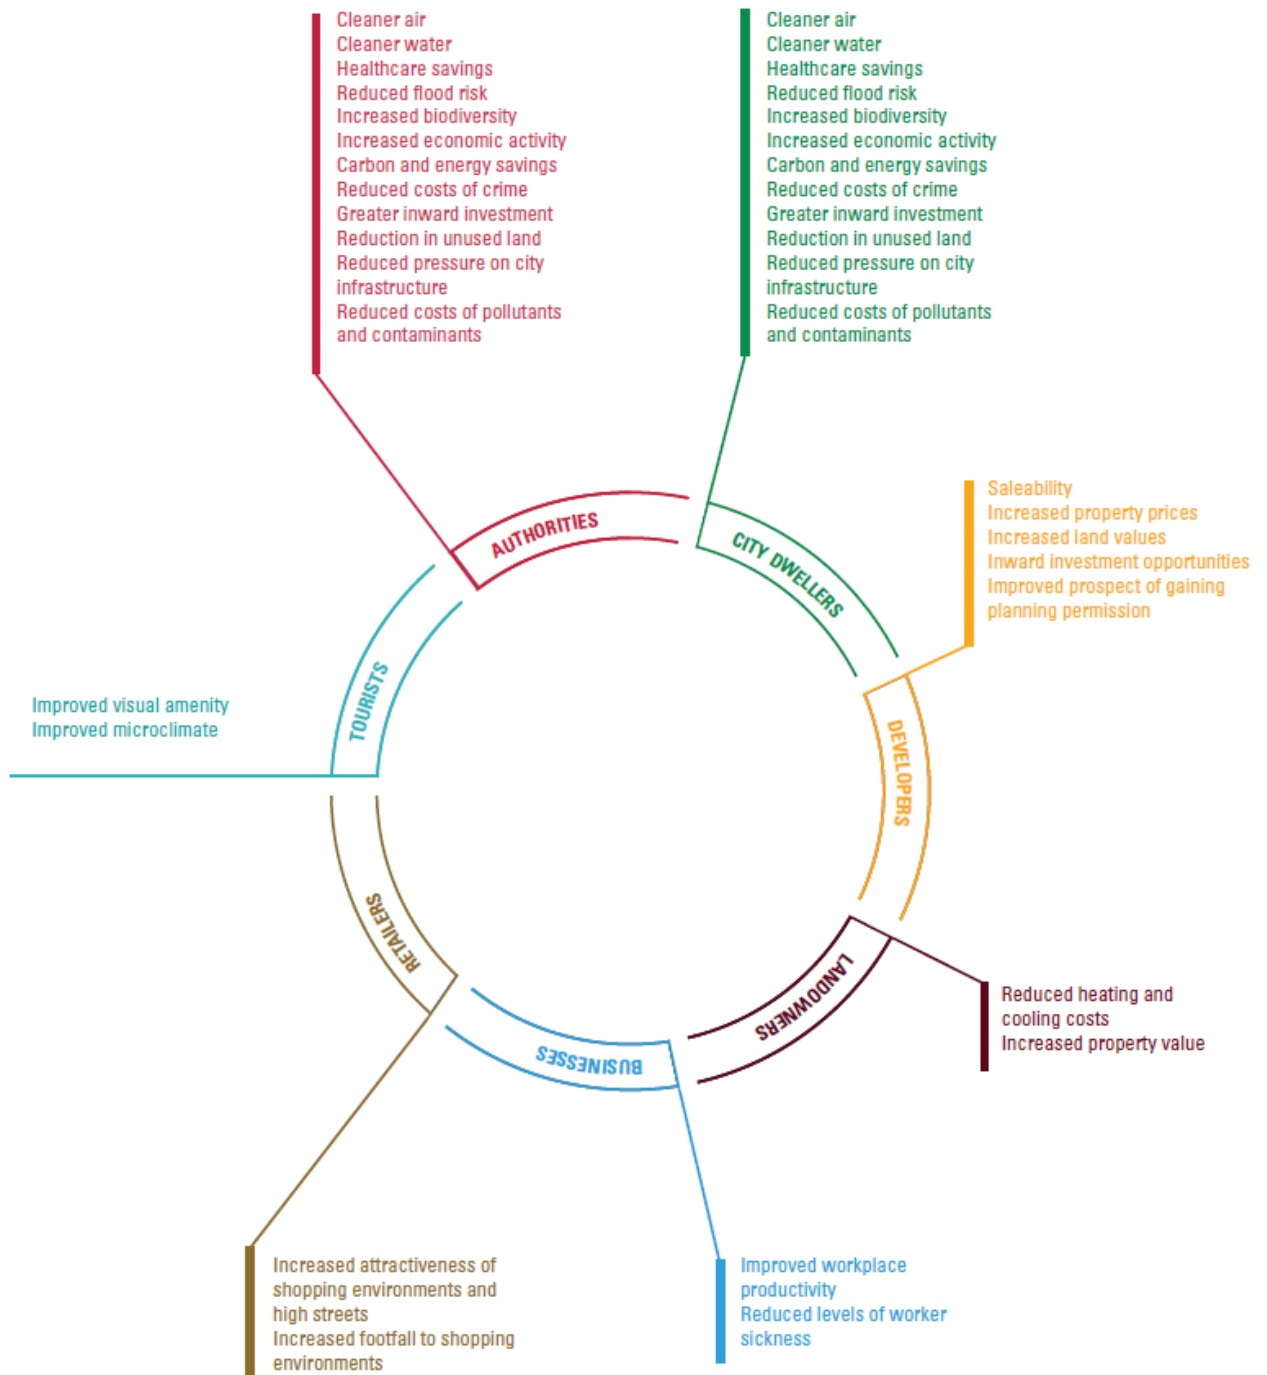 Cleaner air
Cleaner water
Healthcare savings
Reduced flood risk
Increased biodiversity
Increased economic activity
Carbon and energy savings
Reduced costs of crime
Greater inward investment
Reduction in unused land
Reduced pressure on city
infrastructure
Reduced costs of pollutants
and contaminants
Cleaner air
Cleaner water
Healthcare savings
Reduced flood risk
Increased biodiversity
Increased economic activity
Carbon and energy savings
Reduced costs of crime
Greater inward investment
Reduction in unused land
Reduced pressure on city
infrastructure
Reduced costs of pollutants
and contaminants
AUTHORITIES
CITY DWELLERS
Saleability
Increased property prices
Increased land values
Inward investment opportunities
Improved prospect of gaining
planning permission
TOURISTS
Improved visual amenity
Improved microclimate
DEVELOPERS
RETAILERS
LANDOWNERS
Reduced heating and
cooling costs
Increased property value
BUSINESSES
Increased attractiveness of
shopping environments and
high streets
Increased footfall to shopping
environments
Improved workplace
productivity
Reduced levels of worker
sickness